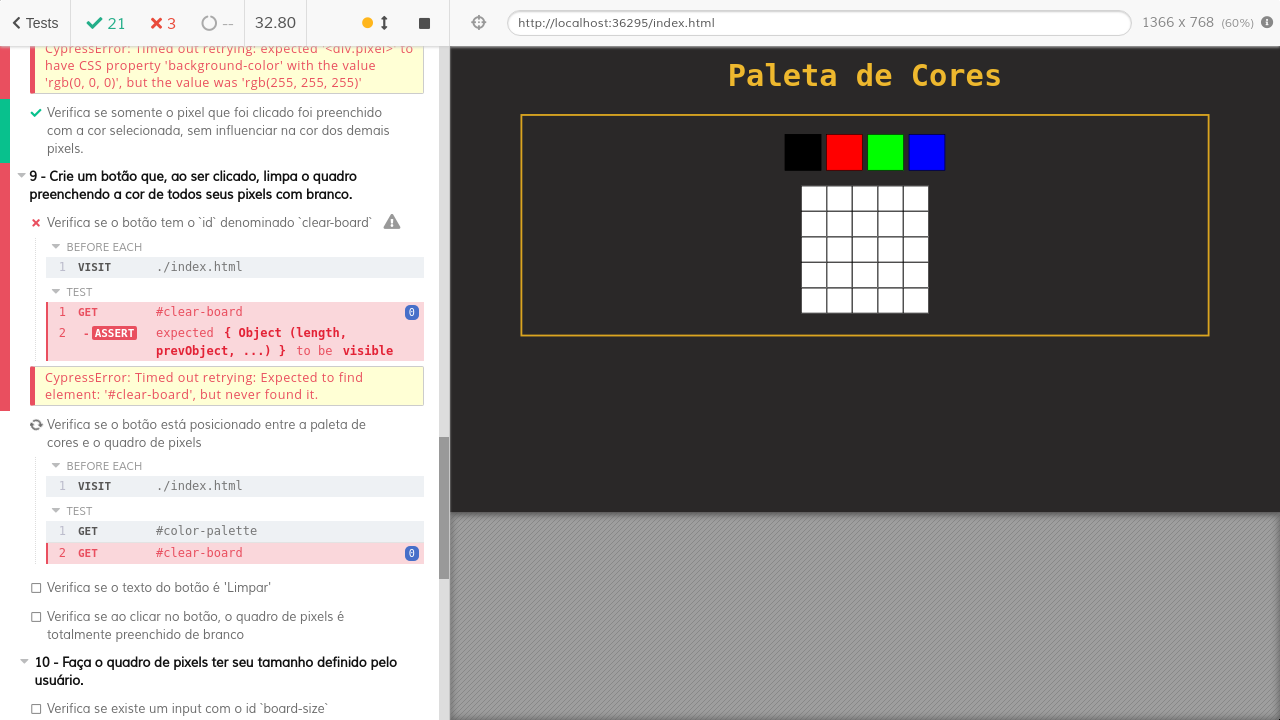 Tests
21
3
--
32.80
http://localhost:36295/index.html
1366 x 768 (60%)
CypressError: Timed out retrying: expected '<div.pixel>' to
have CSS property 'background-color' with the value
'rgb(0, 0, 0)', but the value was 'rgb(255, 255, 255)'
Verifica se somente o pixel que foi clicado foi preenchido
com a cor selecionada, sem influenciar na cor dos demais
pixels.
9 - Crie um botão que, ao ser clicado, limpa o quadro
preenchendo a cor de todos seus pixels com branco.
Verifica se o botão tem o `id` denominado `clear-board`
BEFORE EACH
1 VISIT ./index.html
TEST
1 GET #clear-board 0
2 - ASSERT expected { Object (length,
prevObject, ...) } to be visible
CypressError: Timed out retrying: Expected to find
element: '#clear-board', but never found it.
Verifica se o botão está posicionado entre a paleta de
cores e o quadro de pixels
BEFORE EACH
1 VISIT ./index.html
TEST
1 GET #color-palette
2 GET #clear-board 0
Verifica se o texto do botão é 'Limpar'
Verifica se ao clicar no botão, o quadro de pixels é
totalmente preenchido de branco
10 - Faça o quadro de pixels ter seu tamanho definido pelo
usuário.
Verifica se existe um input com o id `board-size`
Paleta de Cores